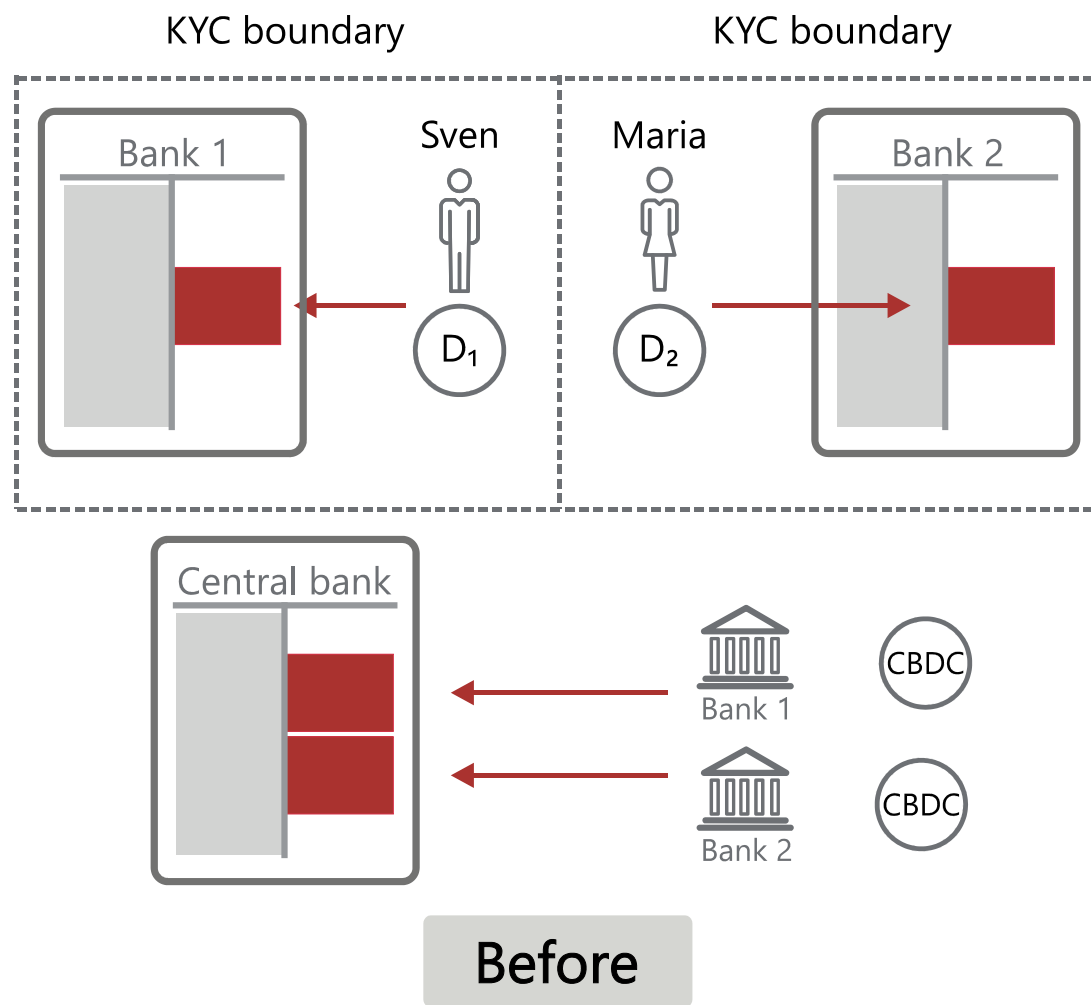 KYC boundary
KYC boundary
Bank 1
Sven
D₁
Maria
D₂
Bank 2
Central bank
Bank 1
CBDC
Bank 2
CBDC
Before